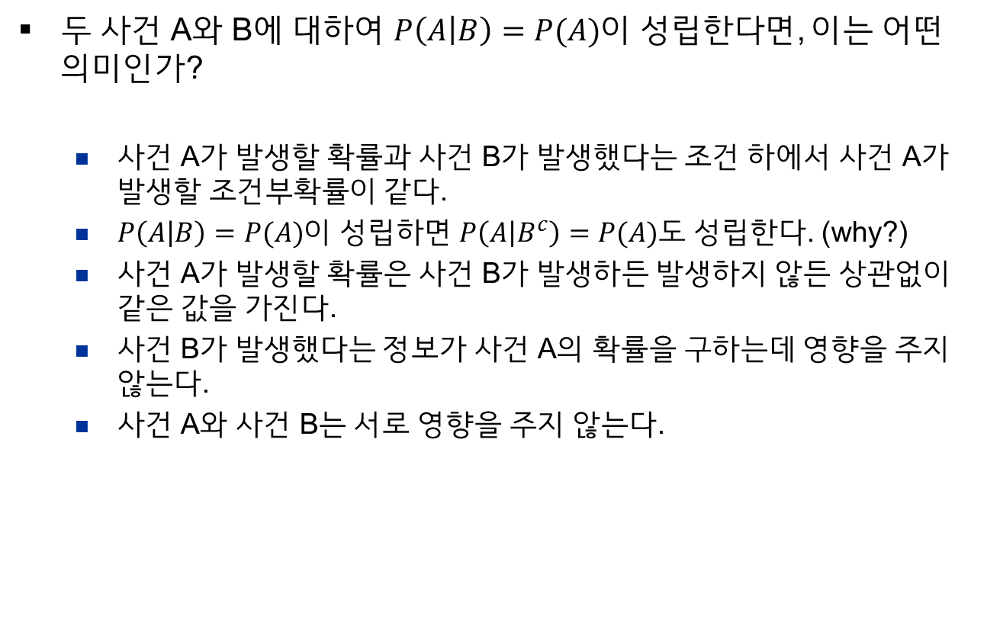 ▪ 두 사건 A와 B에 대하여 P(A|B) = P(A)이 성립한다면, 이는 어떤
의미인가?
▪ 사건 A가 발생할 확률과 사건 B가 발생했다는 조건 하에서 사건 A가
발생할 조건부확률이 같다.
▪ P(A|B) = P(A)이 성립하면 P(A|Bᶜ) = P(A)도 성립한다. (why?)
▪ 사건 A가 발생할 확률은 사건 B가 발생하든 발생하지 않든 상관없이
같은 값을 가진다.
▪ 사건 B가 발생했다는 정보가 사건 A의 확률을 구하는데 영향을 주지
않는다.
▪ 사건 A와 사건 B는 서로 영향을 주지 않는다.